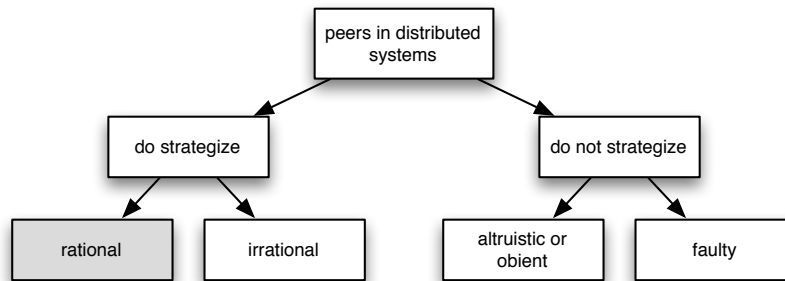 peers in distributed
systems
do strategize
do not strategize
rational
irrational
altruistic or
obient
faulty